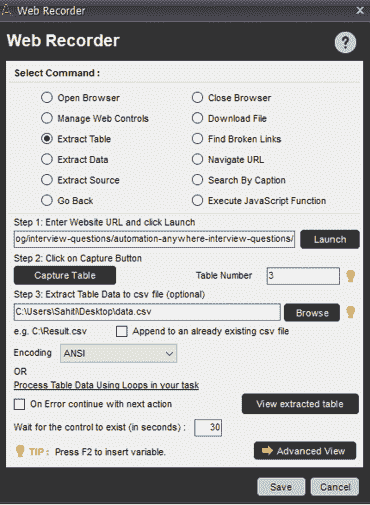 Web Recorder
Web Recorder
?
Select Command :
Open Browser Close Browser
Manage Web Controls Download File
Extract Table Find Broken Links
Extract Data Navigate URL
Extract Source Search By Caption
Go Back Execute JavaScript Function
Step 1: Enter Website URL and click Launch
og/interview-questions/automation-anywhere-interview-questions/ Launch
Step 2: Click on Capture Button
Capture Table Table Number 3
Step 3: Extract Table Data to csv file (optional)
C:\Users\Sahiti\Desktop\data.csv Browse
e.g. C:\Result.csv Append to an already existing csv file
Encoding ANSI
OR
Process Table Data Using Loops in your task
On Error continue with next action View extracted table
Wait for the control to exist (in seconds) : 30
TIP : Press F2 to insert variable. Advanced View
Save Cancel